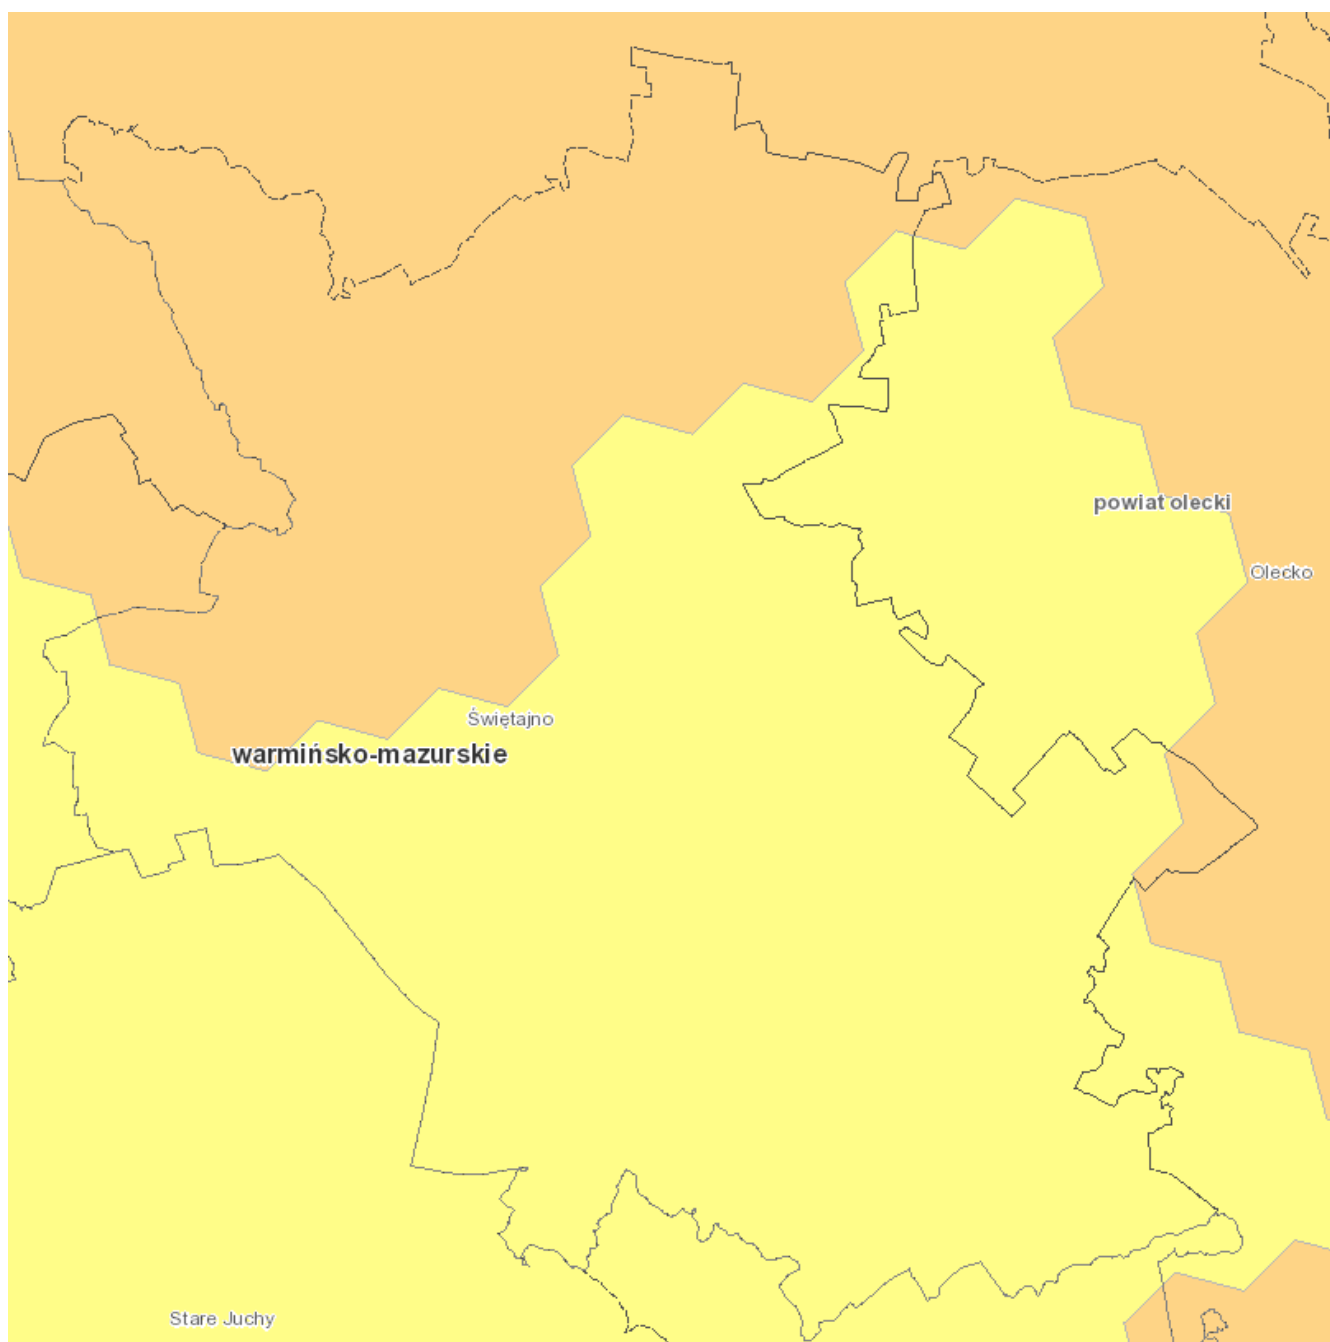 powiat olecki
Olecko
Świętajno
warmińsko-mazurskie
Stare Juchy